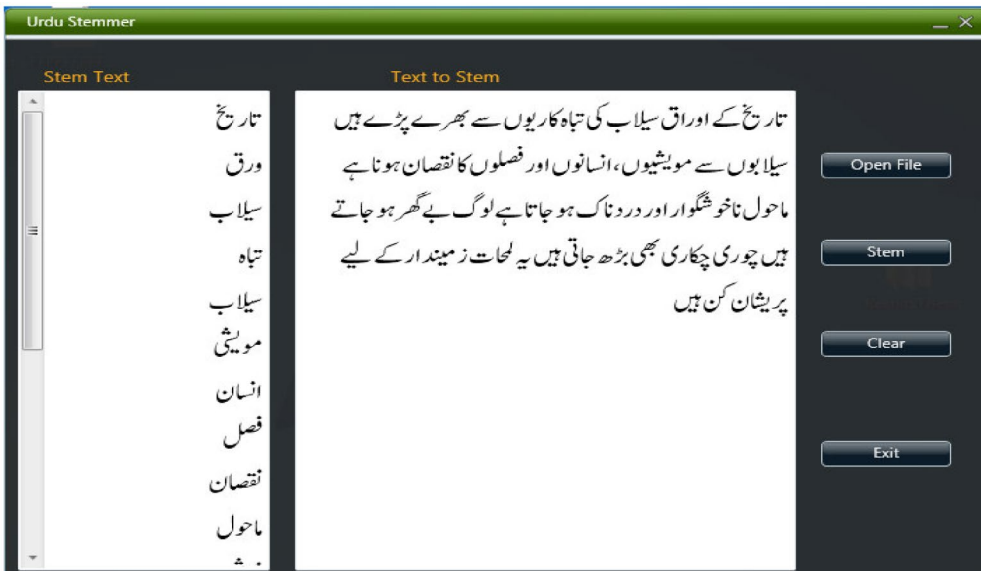 Urdu Stemmer
Stem Text
تاریخ
ورق
سیلاب
تباہ
سیلاب
مویشی
انسان
فصل
نقصان
ماحول
Text to Stem
تاریخ کے اوراق سیلاب کی تباہ کاریوں سے بھرے پڑے ہیں
سیلابوں سے مویشیوں، انسانوں اور فصلوں کا نقصان ہوتا ہے
ماحول ناخوشگوار اور درد ناک ہو جاتا ہے لوگ بے گھر ہو جاتے
ہیں چوری چکاری بھی بڑھ جاتی ہیں یہ لمحات زمیندار کے لیے
پریشان کن ہیں
Open File
Stem
Clear
Exit